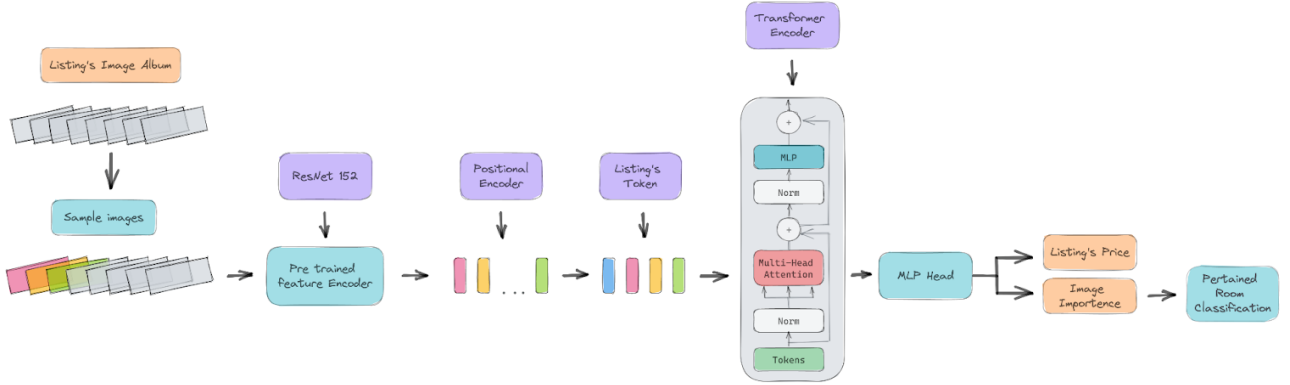 Transformer
Encoder
Listing's Image Album
ResNet 152
Positional
Encoder
Listing's
Token
Sample images
Pre trained
feature Encoder
...
+
MLP
Norm
+
Multi-Head
Attention
Norm
Tokens
MLP Head
Listing's Price
Image
Importence
Pertained
Room
Classification